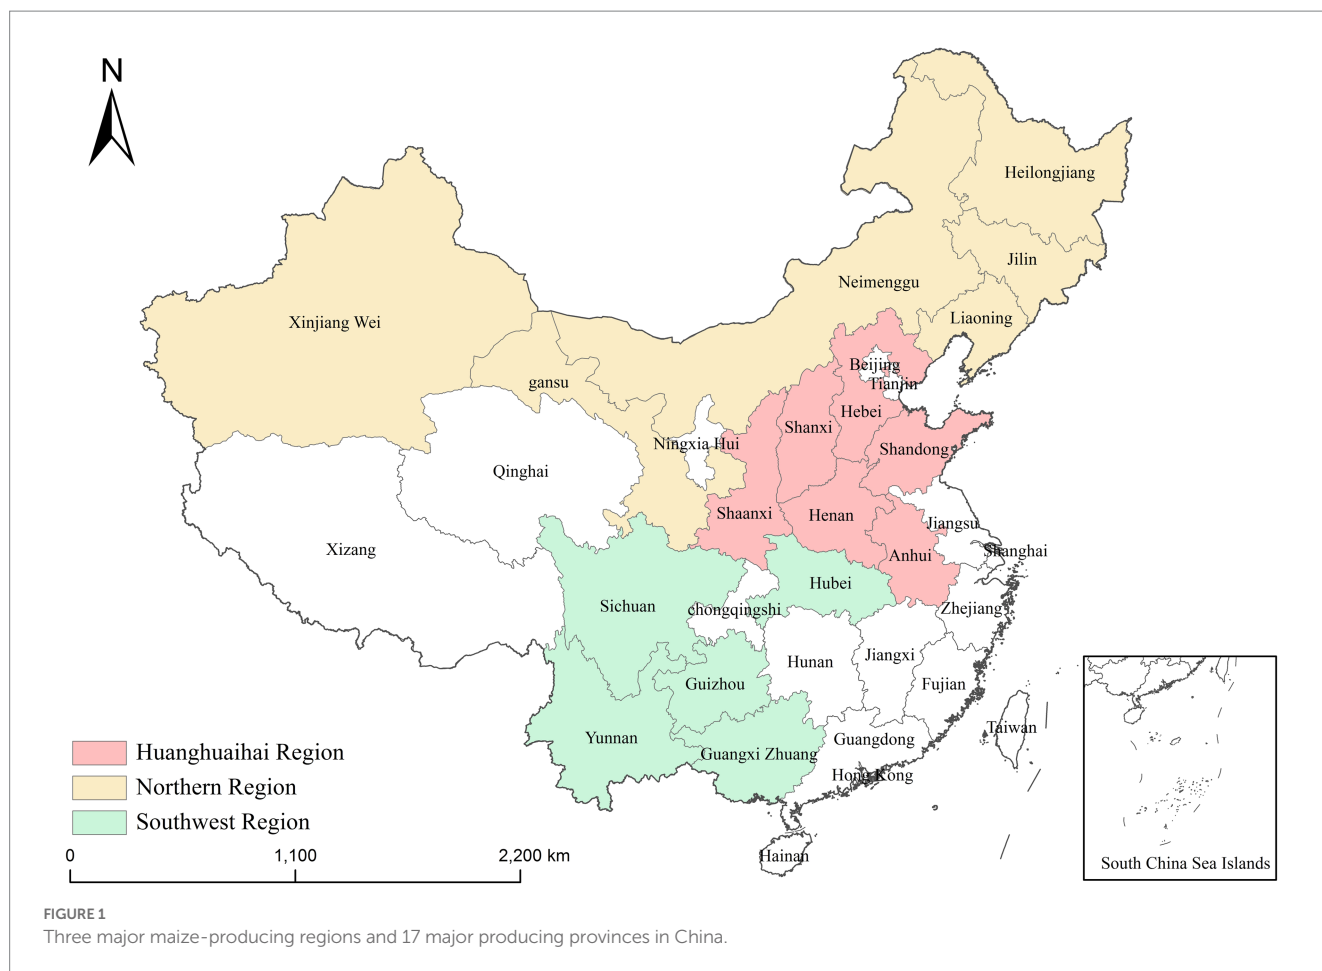 N
Heilongjiang
Jilin
Neimenggu
Liaoning
Xinjiang Wei
Beijing
gansu
Tianjin
Hebei
Shanxi
Ningxia Hui
Shandong
Qinghai
Shaanxi
Henan
Jiangsu
Xizang
Anhui
Shanghai
Hubei
Sichuan
chongqingshi
Zhejiang
Hunan
Jiangxi
Guizhou
Fujian
Taiwan
Yunnan
Guangdong
Guangxi Zhuang
Hong Kong
Huanghuaihai Region
Northern Region
Southwest Region
0 1,100 2,200 km
Hainan
South China Sea Islands
FIGURE 1
Three major maize-producing regions and 17 major producing provinces in China.